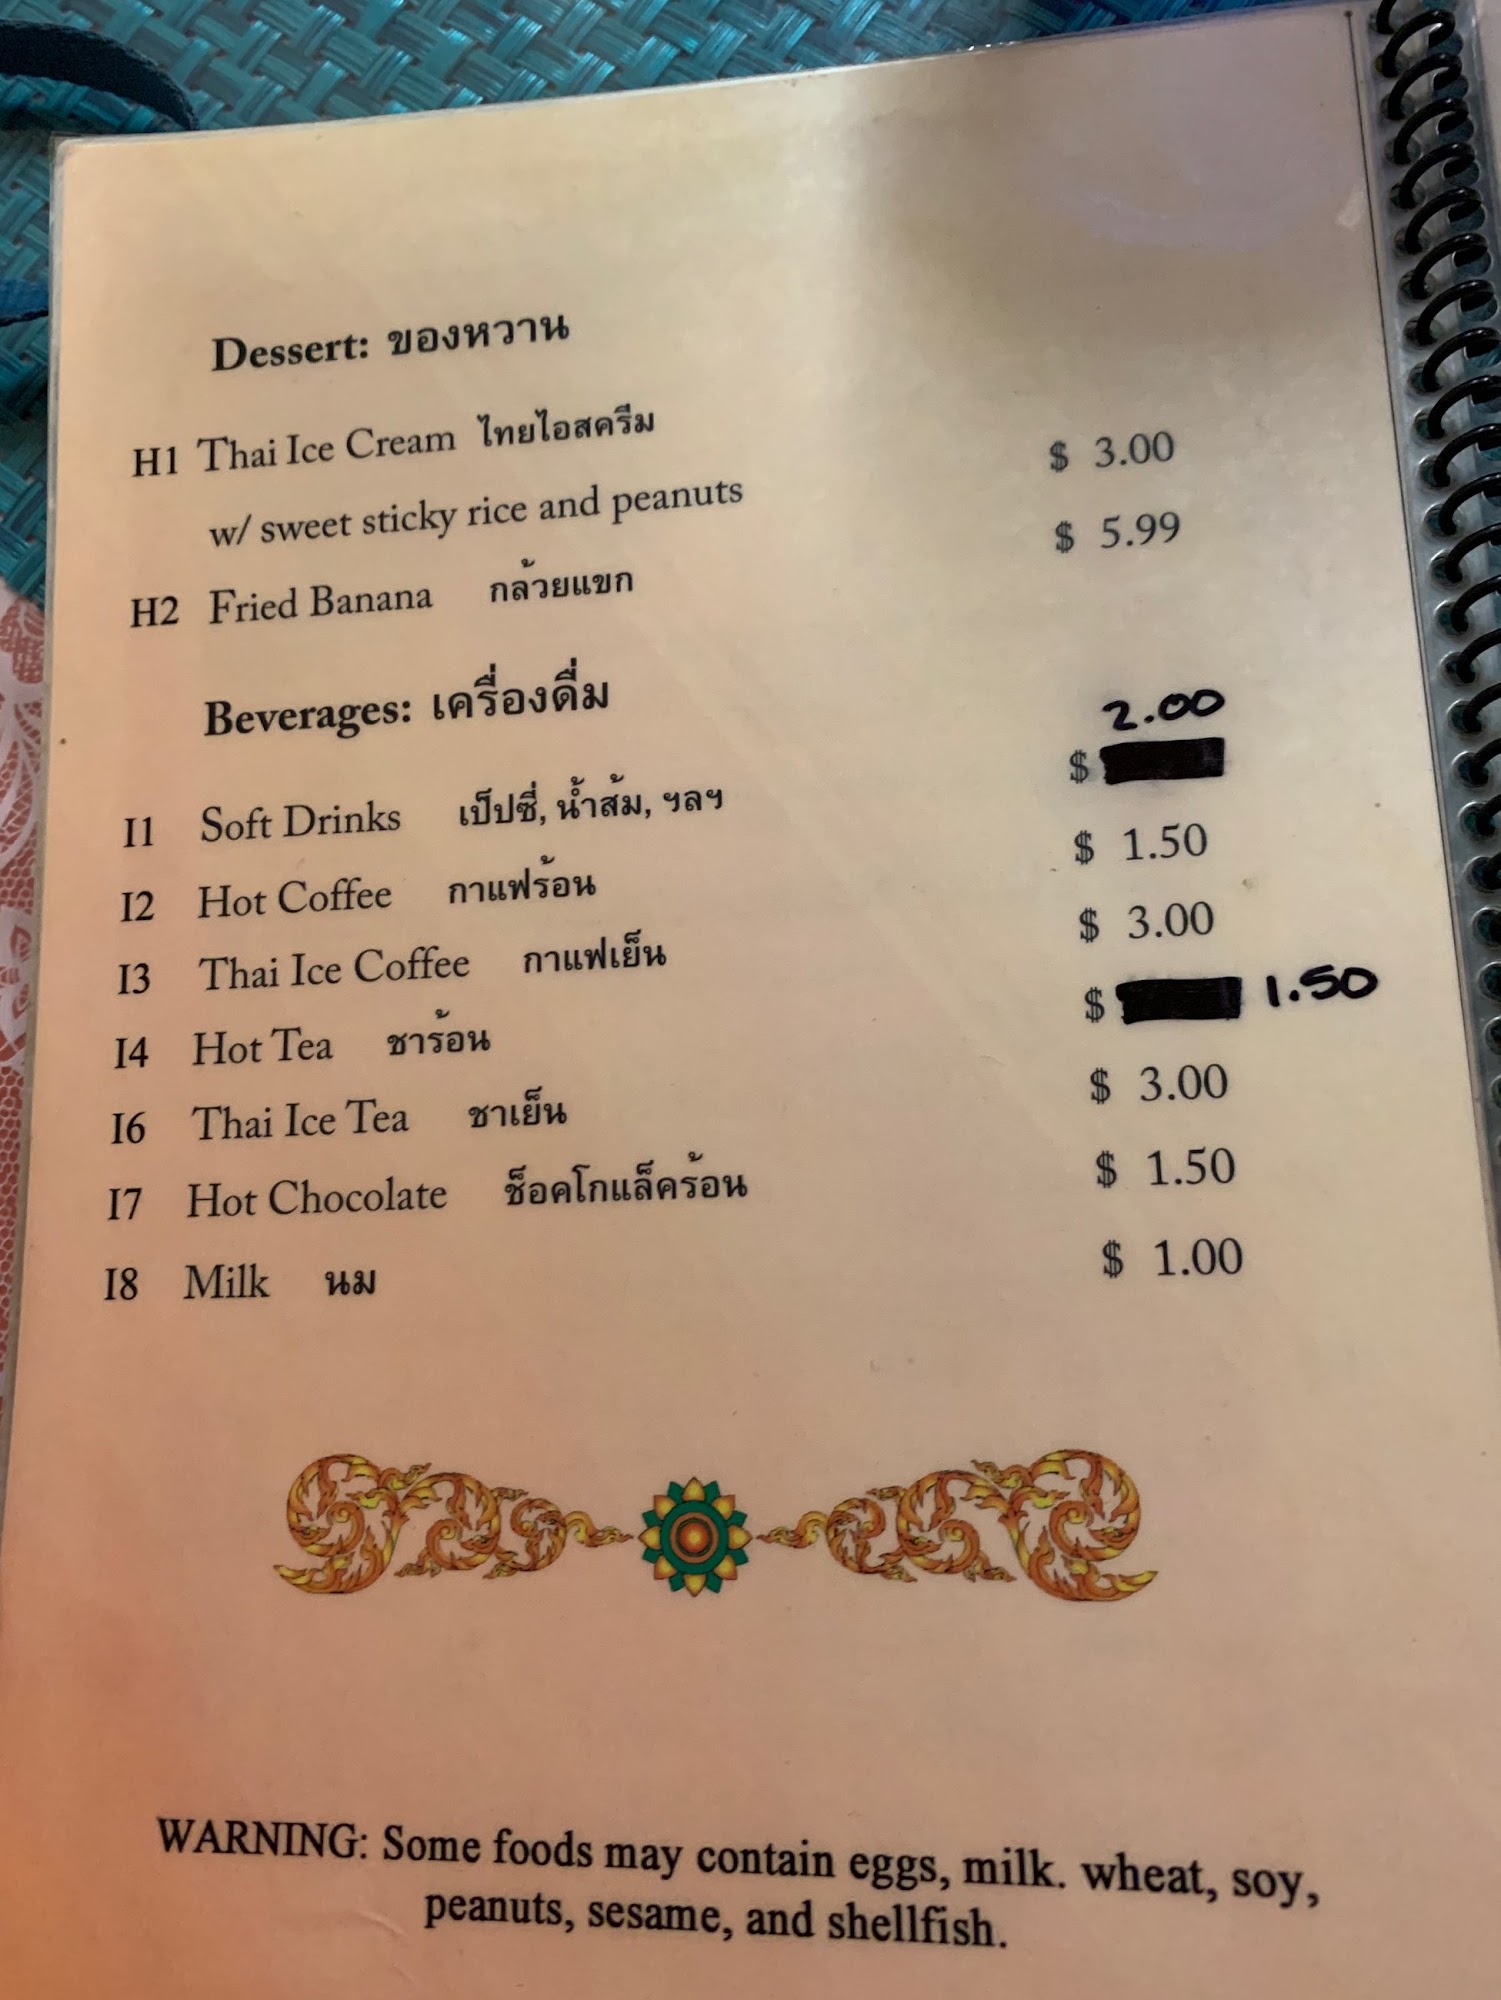 Dessert: ของหวาน
H1 Thai Ice Cream ไทยไอสครีม $ 3.00
w/ sweet sticky rice and peanuts
H2 Fried Banana กล้วยแขก $ 5.99
Beverages: เครื่องดื่ม
I1 Soft Drinks เป็ปซี่, น้ำส้ม, ฯลฯ $ 2.00
I2 Hot Coffee กาแฟร้อน $ 1.50
I3 Thai Ice Coffee กาแฟเย็น $ 3.00
I4 Hot Tea ชาร้อน $ 1.50
I6 Thai Ice Tea ชาเย็น $ 3.00
I7 Hot Chocolate ช็อคโกแล็คร้อน $ 1.50
I8 Milk นม $ 1.00
WARNING: Some foods may contain eggs, milk. wheat, soy,
peanuts, sesame, and shellfish.